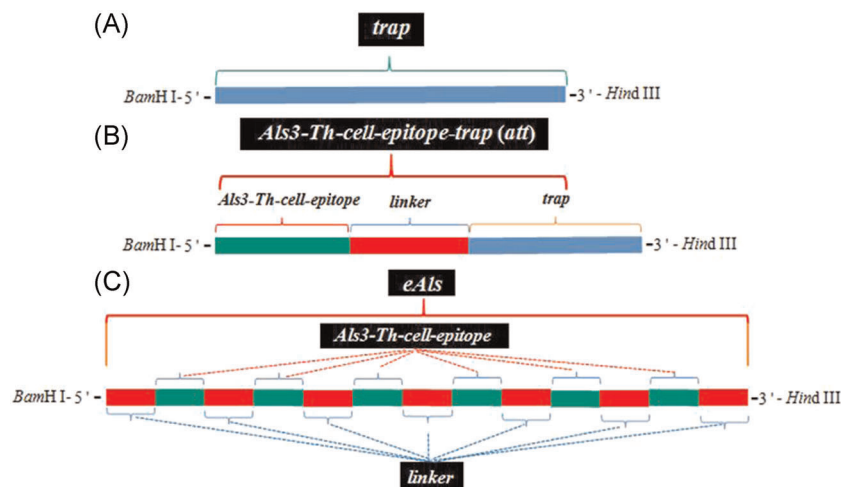 (A)
trap
BamH I-5' - -3' - Hind III
(B)
Als3-Th-cell-epitope-trap (att)
Als3-Th-cell-epitope linker trap
BamH I-5' - -3' - Hind III
(C)
eAls
Als3-Th-cell-epitope
BamH I-5' - -3' - Hind III
linker